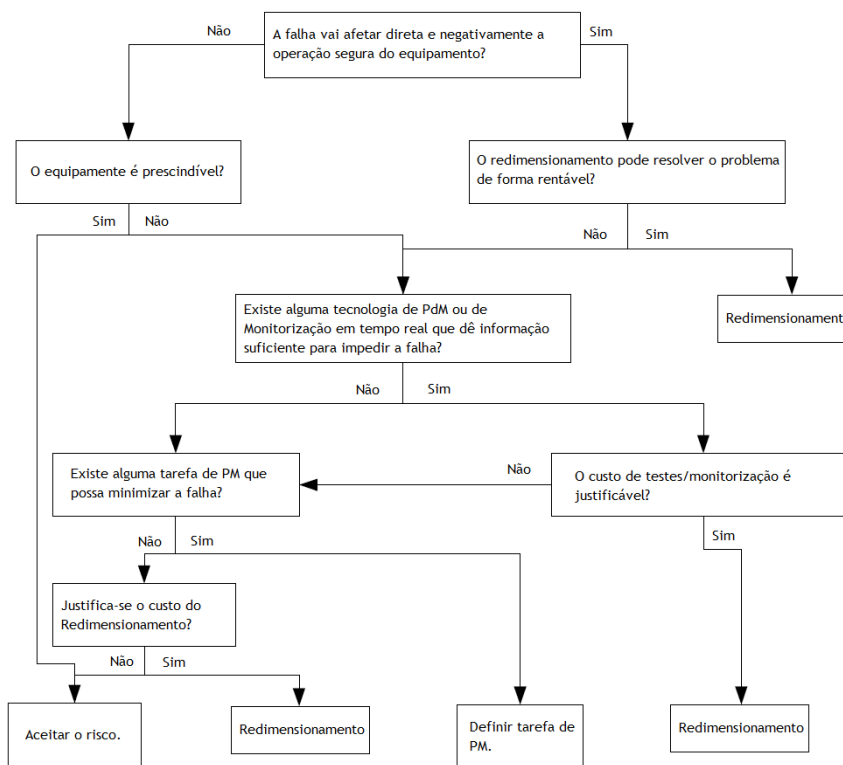 Não
A falha vai afetar direta e negativamente a
operação segura do equipamento?
Sim
O equipamente é prescindível?
O redimensionamento pode resolver o problema
de forma rentável?
Sim
Não
Não
Sim
Existe alguma tecnologia de PdM ou de
Monitorização em tempo real que dê informação
suficiente para impedir a falha?
Redimensionament
Não
Sim
Existe alguma tarefa de PM que
possa minimizar a falha?
Não
O custo de testes/monitorização é
justificável?
Não
Sim
Sim
Justifica-se o custo do
Redimensionamento?
Não
Sim
Aceitar o risco.
Redimensionamento
Definir tarefa de
PM.
Redimensionamento